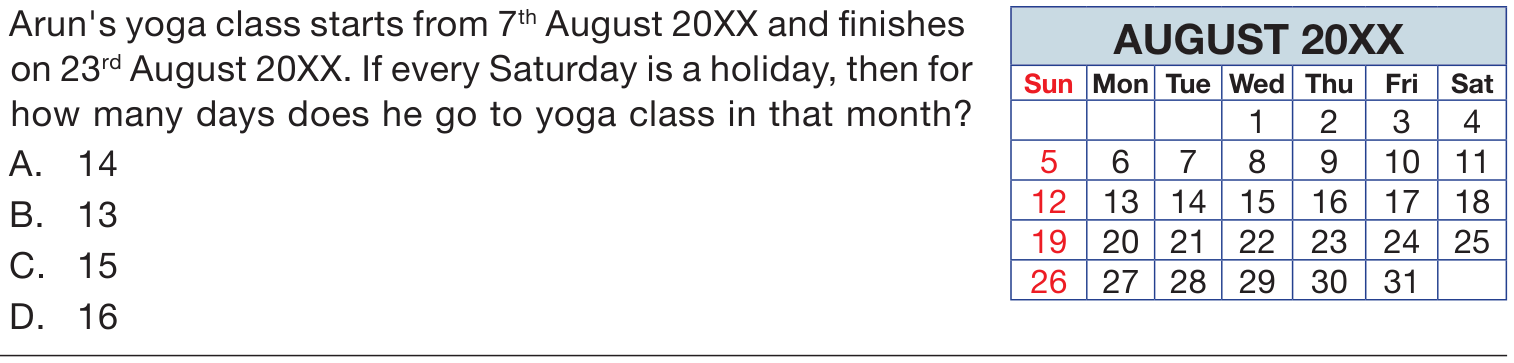 Arun's yoga class starts from 7th August 20XX and finishes
on 23rd August 20XX. If every Saturday is a holiday, then for
how many days does he go to yoga class in that month?
A. 14
B. 13
C. 15
D. 16
AUGUST 20XX
Sun Mon Tue Wed Thu Fri Sat
1 2 3 4
5 6 7 8 9 10 11
12 13 14 15 16 17 18
19 20 21 22 23 24 25
26 27 28 29 30 31